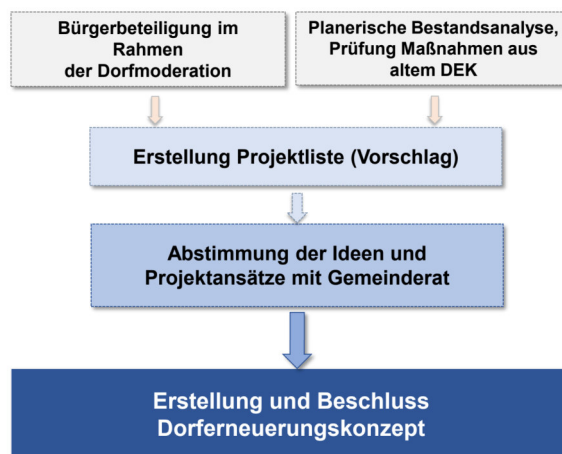 Bürgerbeteiligung im
Rahmen
der Dorfmoderation
Planerische Bestandsanalyse,
Prüfung Maßnahmen aus
altem DEK
Erstellung Projektliste (Vorschlag)
Abstimmung der Ideen und
Projektansätze mit Gemeinderat
Erstellung und Beschluss
Dorferneuerungskonzept